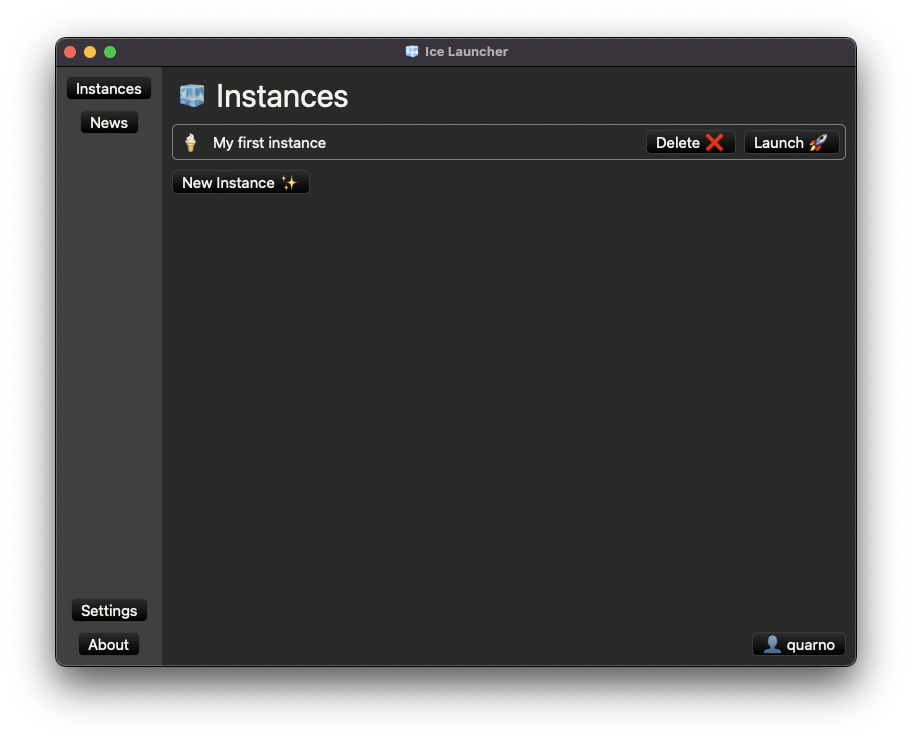 🧊 Ice Launcher
Instances
News
🧊 Instances
🍦 My first instance
Delete ❌
Launch 🚀
New Instance ✨
Settings
About
👤 quarno